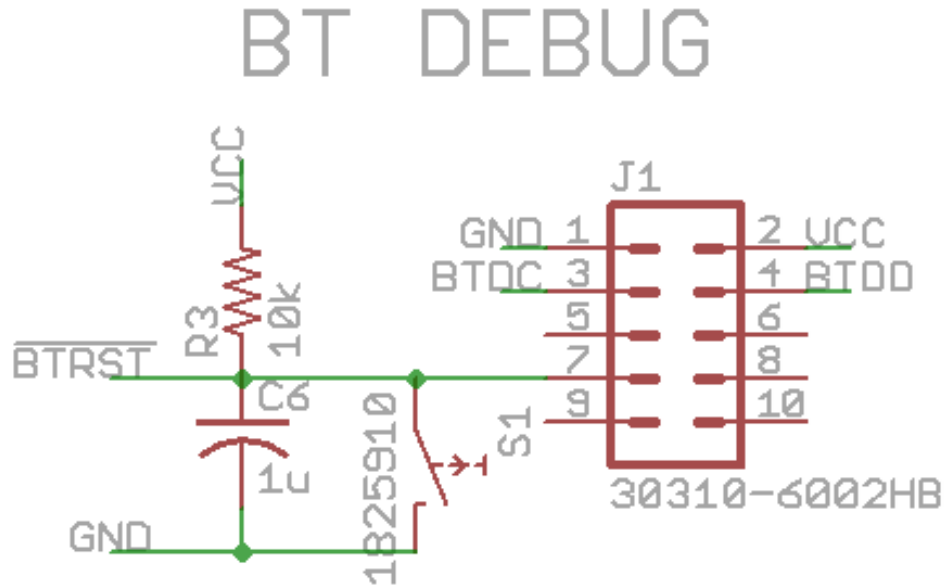 BT DEBUG
VCC
J1
GND 1 2 VCC
BTDC 3 4 BTDD
R3 10k
5 6
BTRST
7 8
C6
9 10
S1
1825910
1u
30310-6002HB
GND